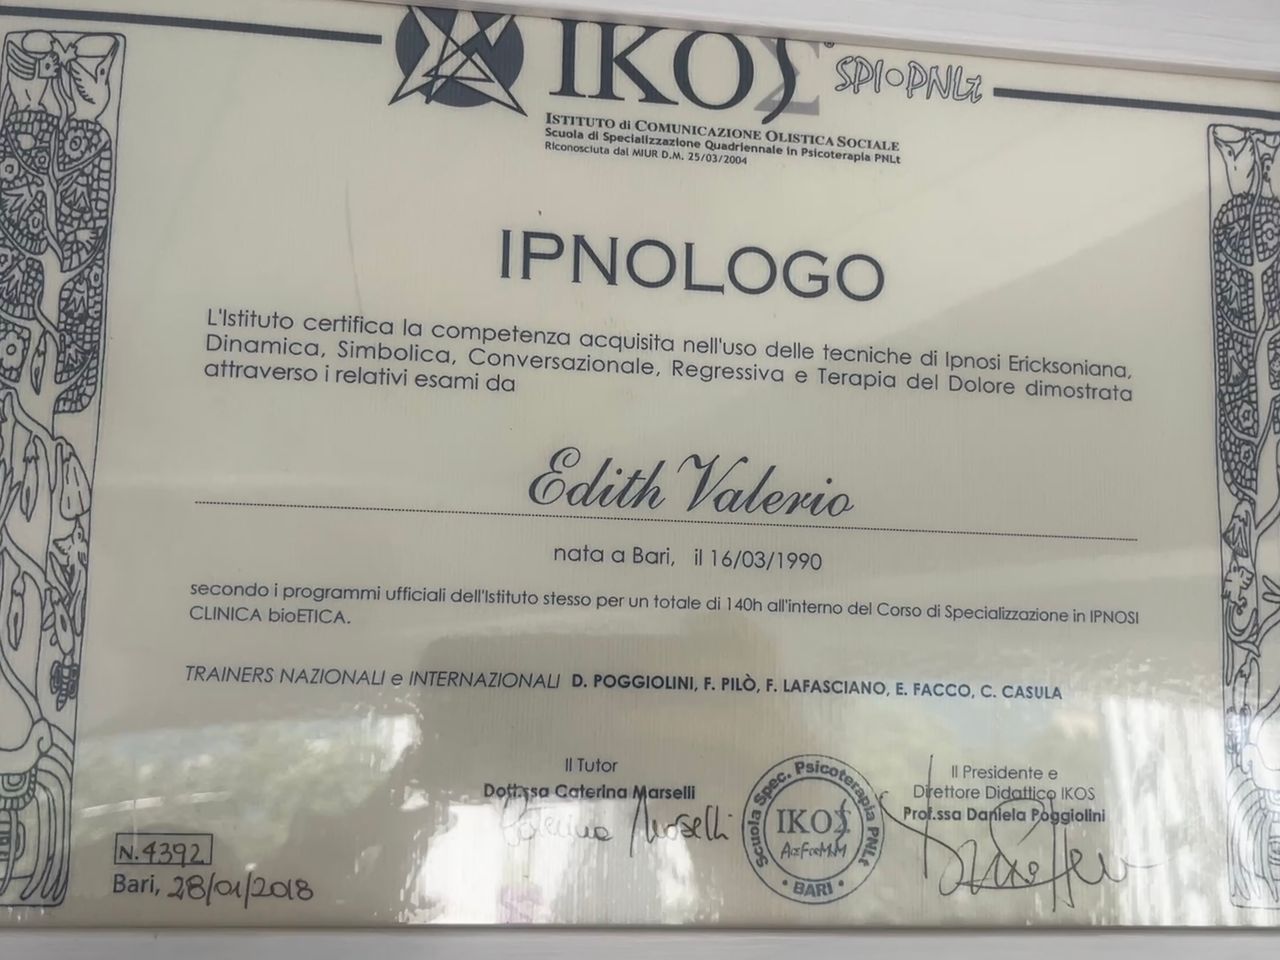 IKOΣ® SPI•PNLt
ISTITUTO di COMUNICAZIONE OLISTICA SOCIALE
Scuola di Specializzazione Quadriennale in Psicoterapia PNLt
Riconosciuta dal MIUR D.M. 25/03/2004
IPNOLOGO
L'Istituto certifica la competenza acquisita nell'uso delle tecniche di Ipnosi Ericksoniana,
Dinamica, Simbolica, Conversazionale, Regressiva e Terapia del Dolore dimostrata
attraverso i relativi esami da
Edith Valerio
nata a Bari, il 16/03/1990
secondo i programmi ufficiali dell'Istituto stesso per un totale di 140h all'interno del Corso di Specializzazione in IPNOSI
CLINICA bioETICA.
TRAINERS NAZIONALI e INTERNAZIONALI D. POGGIOLINI, F. PILÒ, F. LAFASCIANO, E. FACCO, C. CASULA
Il Tutor
Dott.ssa Caterina Marselli
Caterina Marselli
Scuola Spec. Psicoterapia PNLt
IKOΣ
• BARI •
Il Presidente e
Direttore Didattico IKOS
Prof.ssa Daniela Poggiolini
N. 4392
Bari, 28/01/2018